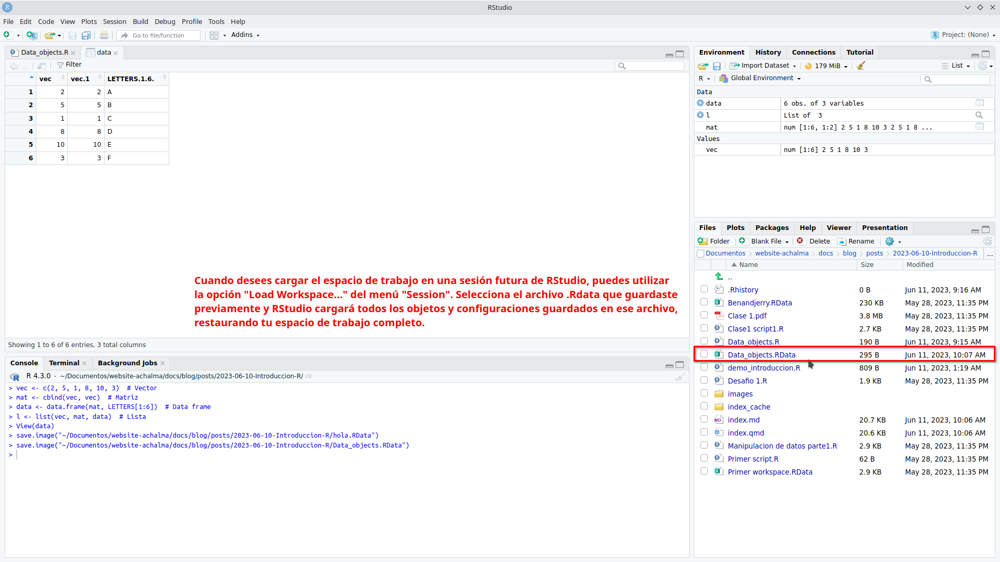 RStudio
File Edit Code View Plots Session Build Debug Profile Tools Help
Go to file/function Addins Project: (None)
Data_objects.R data
Filter
vec vec.1 LETTERS.1.6.
1 2 2 A
2 5 5 B
3 1 1 C
4 8 8 D
5 10 10 E
6 3 3 F
Cuando desees cargar el espacio de trabajo en una sesión futura de RStudio, puedes utilizar
la opción "Load Workspace..." del menú "Session". Selecciona el archivo .Rdata que guardaste
previamente y RStudio cargará todos los objetos y configuraciones guardados en ese archivo,
restaurando tu espacio de trabajo completo.
Showing 1 to 6 of 6 entries, 3 total columns
Console Terminal Background Jobs
R 4.3.0 · ~/Documentos/website-achalma/docs/blog/posts/2023-06-10-Introduccion-R/
> vec <- c(2, 5, 1, 8, 10, 3)  # Vector
> mat <- cbind(vec, vec)  # Matriz
> data <- data.frame(mat, LETTERS[1:6])  # Data frame
> l <- list(vec, mat, data)  # Lista
> View(data)
> save.image("~/Documentos/website-achalma/docs/blog/posts/2023-06-10-Introduccion-R/hola.RData")
> save.image("~/Documentos/website-achalma/docs/blog/posts/2023-06-10-Introduccion-R/Data_objects.RData")
>
Environment History Connections Tutorial
Import Dataset 179 MiB List
R Global Environment
Data
data 6 obs. of 3 variables
l List of  3
mat num [1:6, 1:2] 2 5 1 8 10 3 2 5 1 8 ...
Values
vec num [1:6] 2 5 1 8 10 3
Files Plots Packages Help Viewer Presentation
Folder Blank File Delete Rename
Documentos website-achalma docs blog posts 2023-06-10-Introduccion-R ...
Name Size Modified
..
.Rhistory 0 B Jun 11, 2023, 9:16 AM
Benandjerry.RData 230 KB May 28, 2023, 11:35 PM
Clase 1.pdf 3.8 MB May 28, 2023, 11:35 PM
Clase1 script1.R 2.7 KB May 28, 2023, 11:35 PM
Data_objects.R 190 B Jun 11, 2023, 9:15 AM
Data_objects.RData 295 B Jun 11, 2023, 10:07 AM
demo_introduccion.R 809 B Jun 11, 2023, 1:19 AM
Desafio 1.R 1.9 KB May 28, 2023, 11:35 PM
images
index_cache
index.md 20.7 KB Jun 11, 2023, 10:06 AM
index.qmd 20.6 KB Jun 11, 2023, 10:06 AM
Manipulacion de datos parte1.R 2.9 KB May 28, 2023, 11:35 PM
Primer script.R 62 B May 28, 2023, 11:35 PM
Primer workspace.RData 2.9 KB May 28, 2023, 11:35 PM